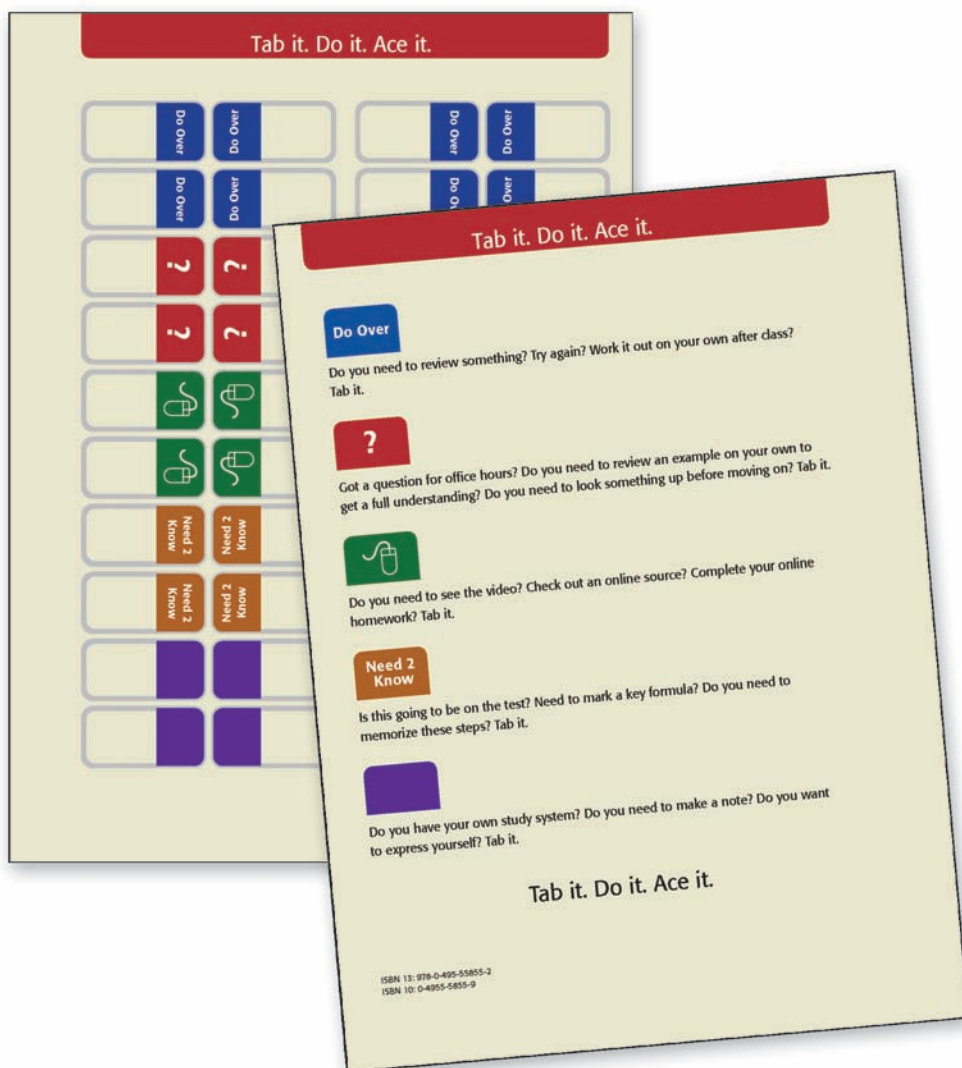 Tab it. Do it. Ace it.
Do Over
Do Over
Do Over
Do Over
Do Over
Do Over
Do
Over
?
?
?
?
Need 2
Know
Need 2
Know
Need 2
Know
Need 2
Know
Tab it. Do it. Ace it.
Do Over
Do you need to review something? Try again? Work it out on your own after class?
Tab it.
?
Got a question for office hours? Do you need to review an example on your own to
get a full understanding? Do you need to look something up before moving on? Tab it.
Do you need to see the video? Check out an online source? Complete your online
homework? Tab it.
Need 2
Know
Is this going to be on the test? Need to mark a key formula? Do you need to
memorize these steps? Tab it.
Do you have your own study system? Do you need to make a note? Do you want
to express yourself? Tab it.
Tab it. Do it. Ace it.
ISBN 13: 978-0-495-55855-2
ISBN 10: 0-4955-5855-9